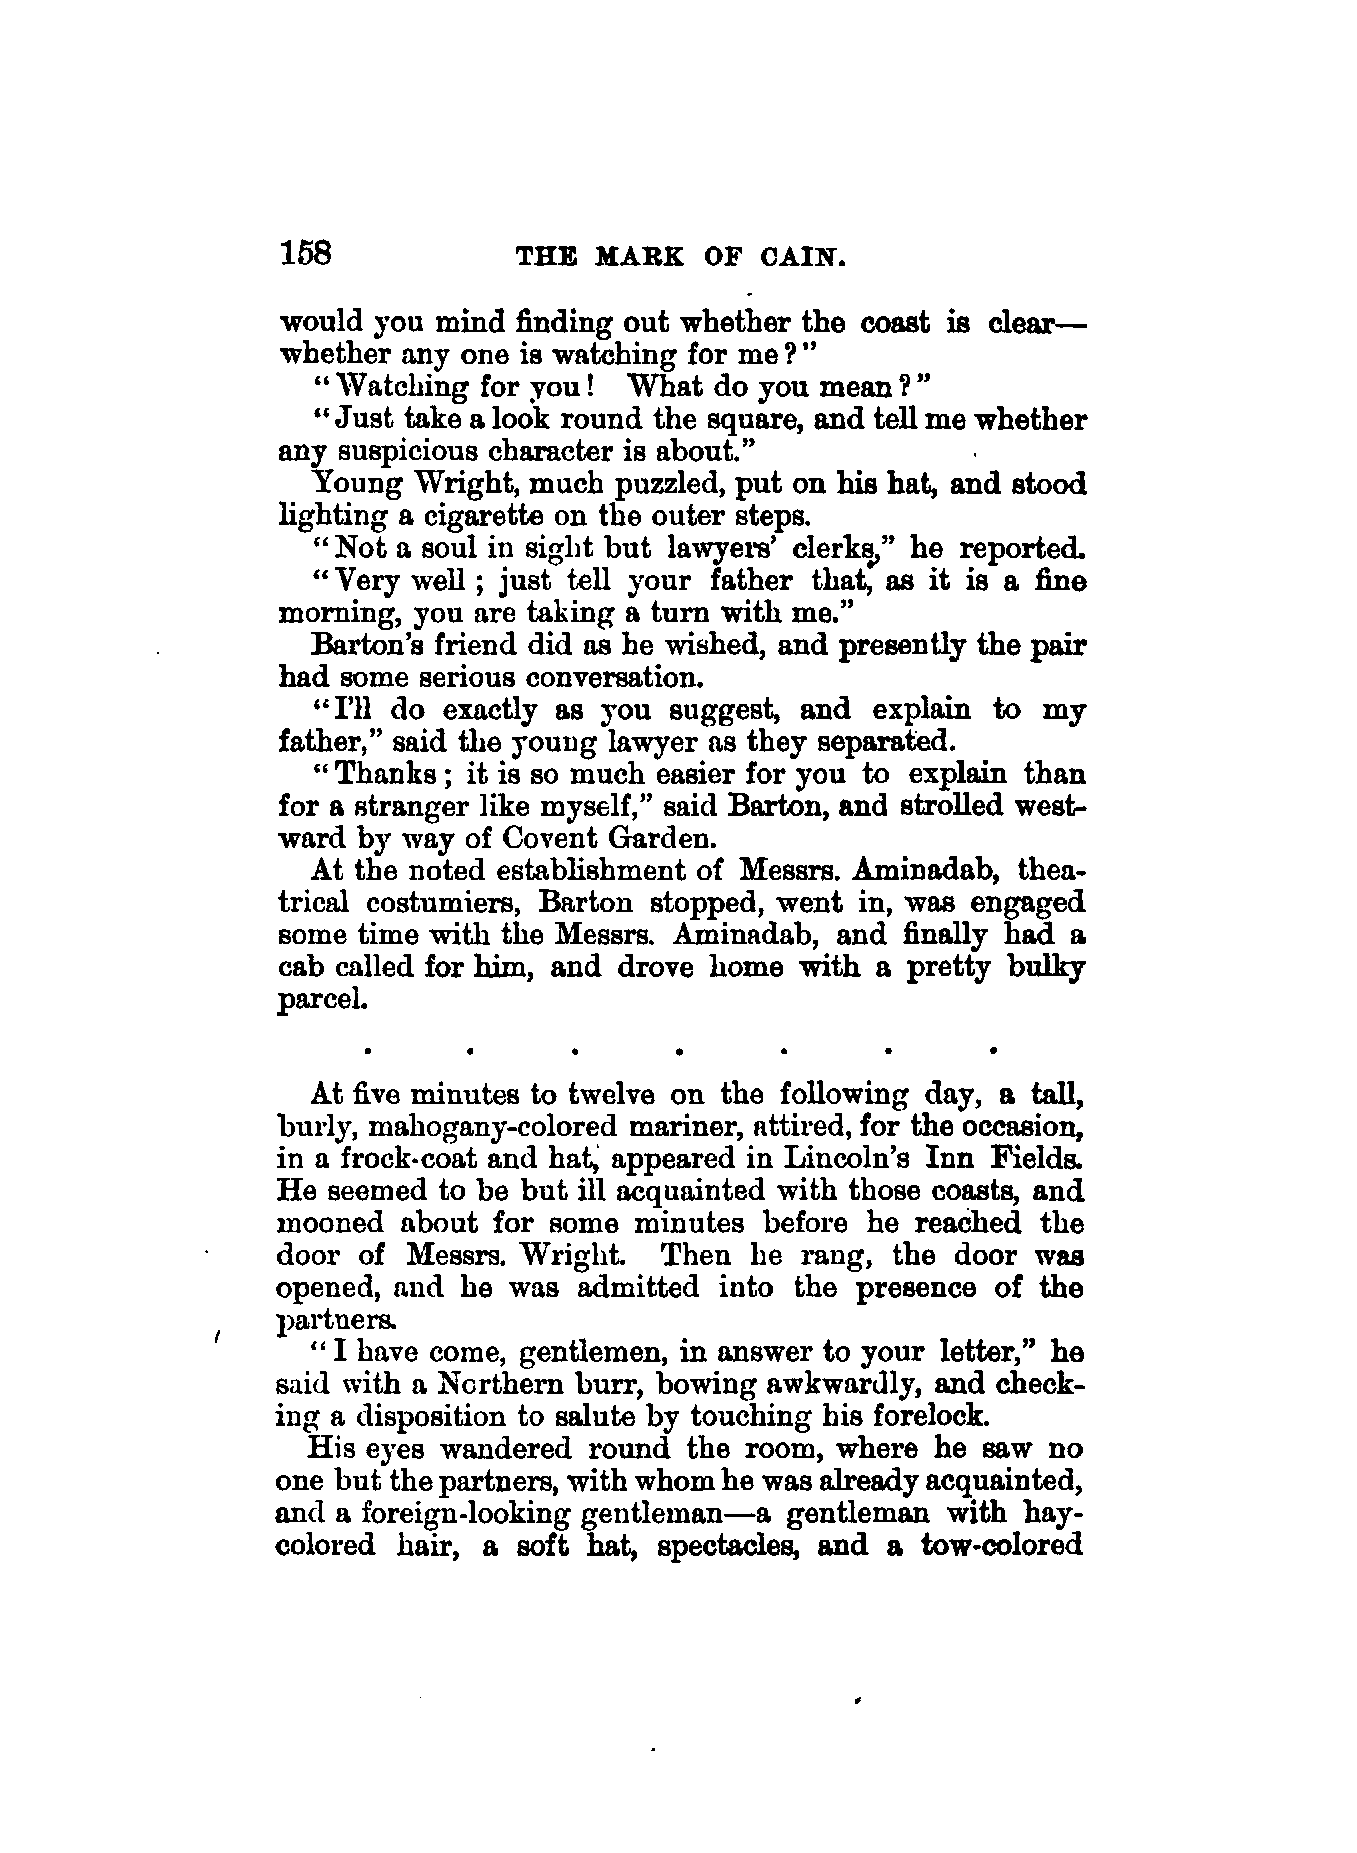 158 THE MARK OF CAIN.
would you mind finding out whether the coast is clear—
whether any one is watching for me?"
"Watching for you! What do you mean?"
"Just take a look round the square, and tell me whether
any suspicious character is about."
Young Wright, much puzzled, put on his hat, and stood
lighting a cigarette on the outer steps.
"Not a soul in sight but lawyers' clerks," he reported.
"Very well; just tell your father that, as it is a fine
morning, you are taking a turn with me."
Barton's friend did as he wished, and presently the pair
had some serious conversation.
"I'll do exactly as you suggest, and explain to my
father," said the young lawyer as they separated.
"Thanks; it is so much easier for you to explain than
for a stranger like myself," said Barton, and strolled west-
ward by way of Covent Garden.
At the noted establishment of Messrs. Aminadab, thea-
trical costumiers, Barton stopped, went in, was engaged
some time with the Messrs. Aminadab, and finally had a
cab called for him, and drove home with a pretty bulky
parcel.
. . . . . . .
At five minutes to twelve on the following day, a tall,
burly, mahogany-colored mariner, attired, for the occasion,
in a frock-coat and hat, appeared in Lincoln's Inn Fields.
He seemed to be but ill acquainted with those coasts, and
mooned about for some minutes before he reached the
door of Messrs. Wright. Then he rang, the door was
opened, and he was admitted into the presence of the
partners.
"I have come, gentlemen, in answer to your letter," he
said with a Northern burr, bowing awkwardly, and check-
ing a disposition to salute by touching his forelock.
His eyes wandered round the room, where he saw no
one but the partners, with whom he was already acquainted,
and a foreign-looking gentleman—a gentleman with hay-
colored hair, a soft hat, spectacles, and a tow-colored